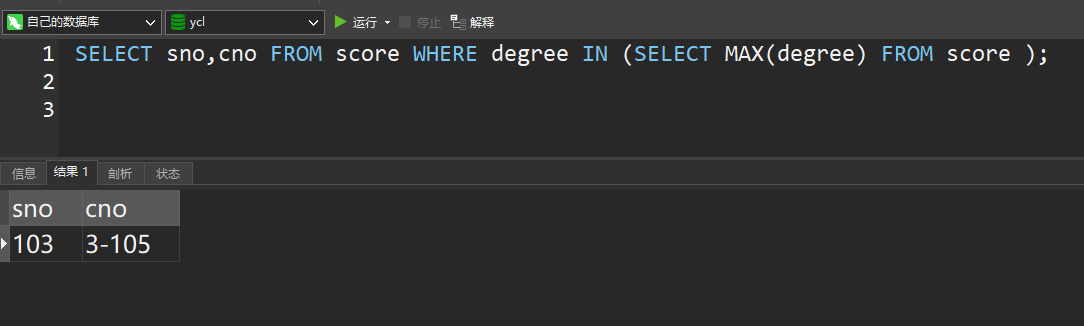 自己的数据库 ycl 运行 停止 解释
1 SELECT sno,cno FROM score WHERE degree IN (SELECT MAX(degree) FROM score );
2
3
信息 结果 1 剖析 状态
sno cno
103 3-105